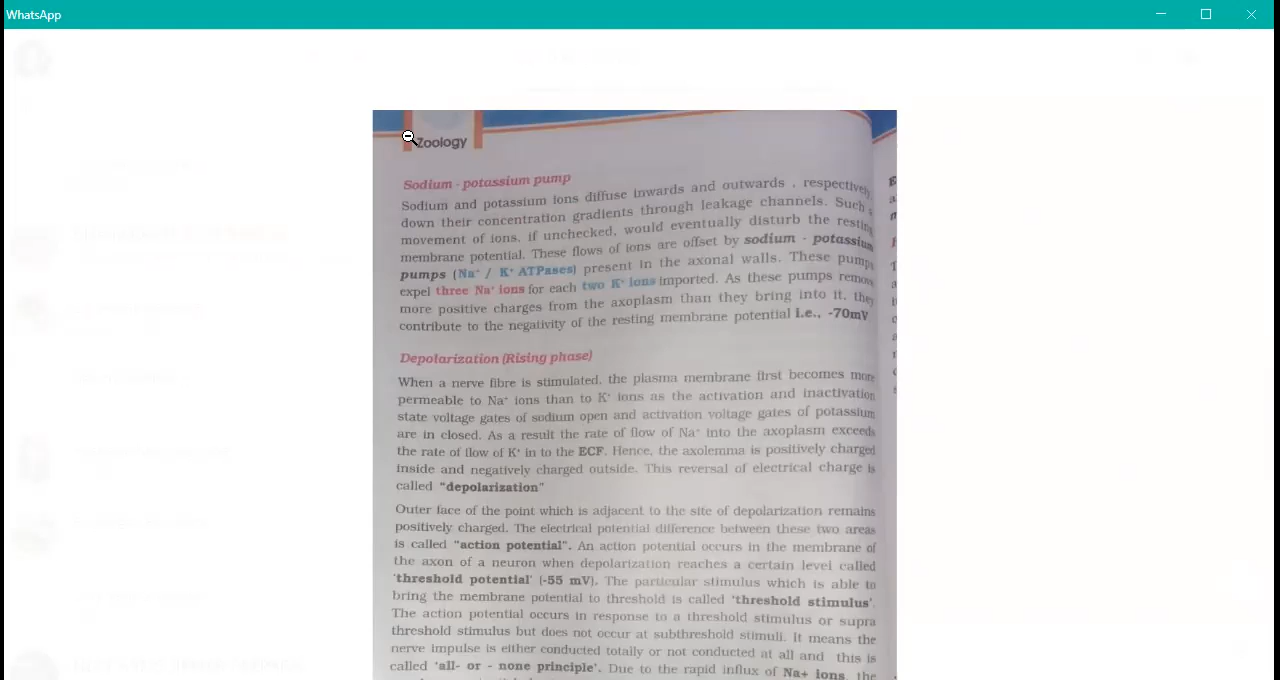 WhatsApp
Zoology
Sodium - potassium pump
Sodium and potassium ions diffuse inwards and outwards , respectively,
down their concentration gradients through leakage channels. Such
movement of ions, if unchecked, would eventually disturb the resting
membrane potential. These flows of ions are offset by sodium - potassium
pumps (Na⁺ / K⁺ ATPases) present in the axonal walls. These pumps
expel three Na⁺ ions for each two K⁺ ions imported. As these pumps remove
more positive charges from the axoplasm than they bring into it, they
contribute to the negativity of the resting membrane potential i.e., -70mV
Depolarization (Rising phase)
When a nerve fibre is stimulated, the plasma membrane first becomes more
permeable to Na⁺ ions than to K⁺ ions as the activation and inactivation
state voltage gates of sodium open and activation voltage gates of potassium
are in closed. As a result the rate of flow of Na⁺ into the axoplasm exceeds
the rate of flow of K⁺ in to the ECF. Hence, the axolemma is positively charged
inside and negatively charged outside. This reversal of electrical charge is
called "depolarization"
Outer face of the point which is adjacent to the site of depolarization remains
positively charged. The electrical potential difference between these two areas
is called "action potential". An action potential occurs in the membrane of
the axon of a neuron when depolarization reaches a certain level called
'threshold potential' (-55 mV). The particular stimulus which is able to
bring the membrane potential to threshold is called 'threshold stimulus'.
The action potential occurs in response to a threshold stimulus or supra
threshold stimulus but does not occur at subthreshold stimuli. It means the
nerve impulse is either conducted totally or not conducted at all and this is
called 'all- or - none principle'. Due to the rapid influx of Na+ ions, the